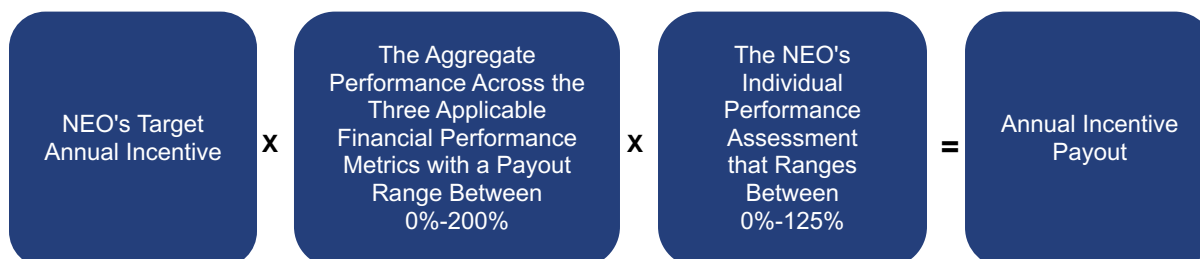 NEO's Target
Annual Incentive
x
The Aggregate
Performance Across the
Three Applicable
Financial Performance
Metrics with a Payout
Range Between
0%-200%
x
The NEO's
Individual
Performance
Assessment
that Ranges
Between
0%-125%
=
Annual Incentive
Payout